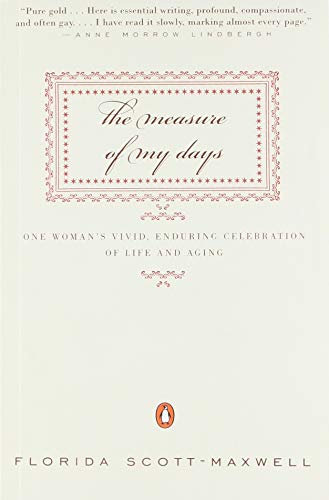 "Pure gold . . . Here is essential writing, profound, compassionate,
and often gay. . . . I have read it slowly, marking almost every page."
—ANNE MORROW LINDBERGH
The measure
of my days
ONE WOMAN'S VIVID, ENDURING CELEBRATION
OF LIFE AND AGING
FLORIDA SCOTT-MAXWELL